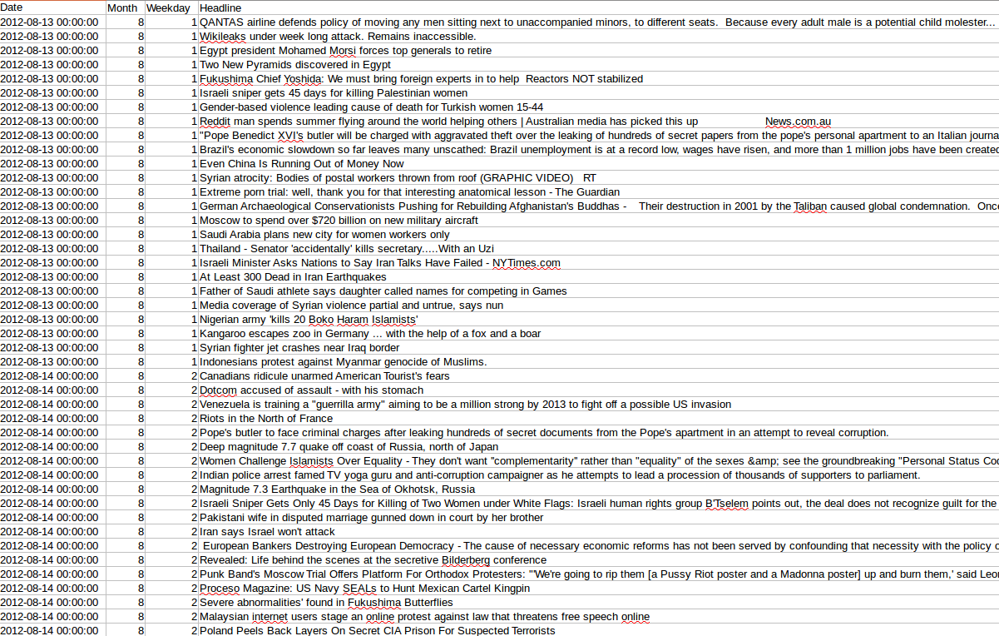 Date Month Weekday Headline
2012-08-13 00:00:00 8 1 QANTAS airline defends policy of moving any men sitting next to unaccompanied minors, to different seats.  Because every adult male is a potential child molester...
2012-08-13 00:00:00 8 1 Wikileaks under week long attack. Remains inaccessible.
2012-08-13 00:00:00 8 1 Egypt president Mohamed Morsi forces top generals to retire
2012-08-13 00:00:00 8 1 Two New Pyramids discovered in Egypt
2012-08-13 00:00:00 8 1 Fukushima Chief Yoshida: We must bring foreign experts in to help  Reactors NOT stabilized
2012-08-13 00:00:00 8 1 Israeli sniper gets 45 days for killing Palestinian women
2012-08-13 00:00:00 8 1 Gender-based violence leading cause of death for Turkish women 15-44
2012-08-13 00:00:00 8 1 Reddit man spends summer flying around the world helping others | Australian media has picked this up News.com.au
2012-08-13 00:00:00 8 1 "Pope Benedict XVI's butler will be charged with aggravated theft over the leaking of hundreds of secret papers from the pope's personal apartment to an Italian journa
2012-08-13 00:00:00 8 1 Brazil's economic slowdown so far leaves many unscathed: Brazil unemployment is at a record low, wages have risen, and more than 1 million jobs have been created
2012-08-13 00:00:00 8 1 Even China Is Running Out of Money Now
2012-08-13 00:00:00 8 1 Syrian atrocity: Bodies of postal workers thrown from roof (GRAPHIC VIDEO)   RT
2012-08-13 00:00:00 8 1 Extreme porn trial: well, thank you for that interesting anatomical lesson - The Guardian
2012-08-13 00:00:00 8 1 German Archaeological Conservationists Pushing for Rebuilding Afghanistan's Buddhas -    Their destruction in 2001 by the Taliban caused global condemnation.  Once
2012-08-13 00:00:00 8 1 Moscow to spend over $720 billion on new military aircraft
2012-08-13 00:00:00 8 1 Saudi Arabia plans new city for women workers only
2012-08-13 00:00:00 8 1 Thailand - Senator 'accidentally' kills secretary.....With an Uzi
2012-08-13 00:00:00 8 1 Israeli Minister Asks Nations to Say Iran Talks Have Failed - NYTimes.com
2012-08-13 00:00:00 8 1 At Least 300 Dead in Iran Earthquakes
2012-08-13 00:00:00 8 1 Father of Saudi athlete says daughter called names for competing in Games
2012-08-13 00:00:00 8 1 Media coverage of Syrian violence partial and untrue, says nun
2012-08-13 00:00:00 8 1 Nigerian army 'kills 20 Boko Haram Islamists'
2012-08-13 00:00:00 8 1 Kangaroo escapes zoo in Germany ... with the help of a fox and a boar
2012-08-13 00:00:00 8 1 Syrian fighter jet crashes near Iraq border
2012-08-13 00:00:00 8 1 Indonesians protest against Myanmar genocide of Muslims.
2012-08-14 00:00:00 8 2 Canadians ridicule unarmed American Tourist's fears
2012-08-14 00:00:00 8 2 Dotcom accused of assault - with his stomach
2012-08-14 00:00:00 8 2 Venezuela is training a "guerrilla army" aiming to be a million strong by 2013 to fight off a possible US invasion
2012-08-14 00:00:00 8 2 Riots in the North of France
2012-08-14 00:00:00 8 2 Pope's butler to face criminal charges after leaking hundreds of secret documents from the Pope's apartment in an attempt to reveal corruption.
2012-08-14 00:00:00 8 2 Deep magnitude 7.7 quake off coast of Russia, north of Japan
2012-08-14 00:00:00 8 2 Women Challenge Islamists Over Equality - They don't want "complementarity" rather than "equality" of the sexes &amp; see the groundbreaking "Personal Status Coo
2012-08-14 00:00:00 8 2 Indian police arrest famed TV yoga guru and anti-corruption campaigner as he attempts to lead a procession of thousands of supporters to parliament.
2012-08-14 00:00:00 8 2 Magnitude 7.3 Earthquake in the Sea of Okhotsk, Russia
2012-08-14 00:00:00 8 2 Israeli Sniper Gets Only 45 Days for Killing of Two Women under White Flags: Israeli human rights group B'Tselem points out, the deal does not recognize guilt for the
2012-08-14 00:00:00 8 2 Pakistani wife in disputed marriage gunned down in court by her brother
2012-08-14 00:00:00 8 2 Iran says Israel won't attack
2012-08-14 00:00:00 8 2 European Bankers Destroying European Democracy - The cause of necessary economic reforms has not been served by confounding that necessity with the policy o
2012-08-14 00:00:00 8 2 Revealed: Life behind the scenes at the secretive Bilderberg conference
2012-08-14 00:00:00 8 2 Punk Band's Moscow Trial Offers Platform For Orthodox Protesters: "'We're going to rip them [a Pussy Riot poster and a Madonna poster] up and burn them,' said Leon
2012-08-14 00:00:00 8 2 Proceso Magazine: US Navy SEALs to Hunt Mexican Cartel Kingpin
2012-08-14 00:00:00 8 2 Severe abnormalities' found in Fukushima Butterflies
2012-08-14 00:00:00 8 2 Malaysian internet users stage an online protest against law that threatens free speech online
2012-08-14 00:00:00 8 2 Poland Peels Back Layers On Secret CIA Prison For Suspected Terrorists